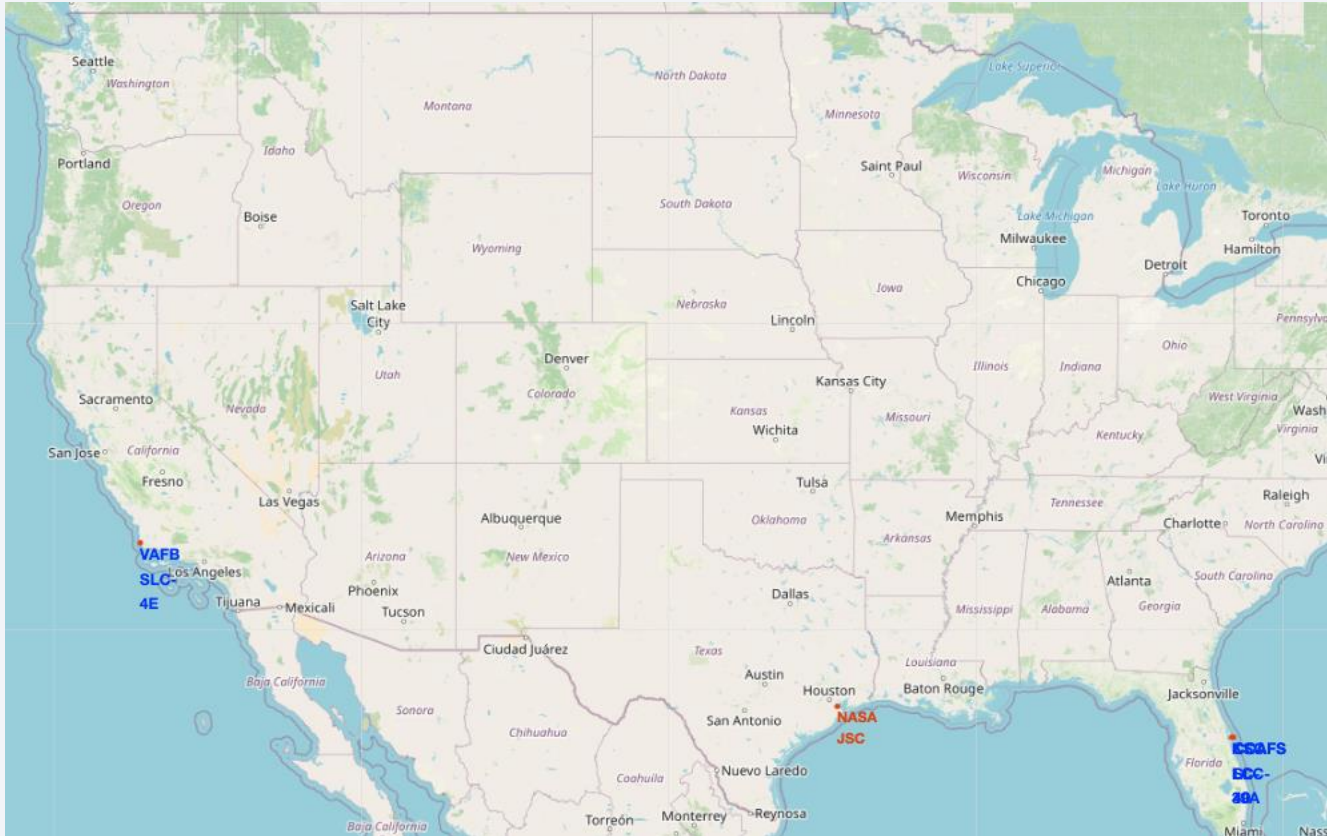 Lake Superior
Seattle
Washington
North Dakota
Montana
Minnesota
Portland
Idaho
Saint Paul
Wisconsin
Michigan
Lake Huron
Oregon
Boise
South Dakota
Lake Michigan
Toronto
Wyoming
Milwaukee
Hamilton
Detroit
Chicago
Iowa
Nebraska
Salt Lake
City
Lincoln
Pennsylv
Ohio
Denver
Utah
Illinois
Indiana
Kansas City
Colorado
Sacramento
Nevada
Kansas
Missouri
West Virginia
Wash
Wichita
Virginia
Kentucky
San Jose
California
Vi
Fresno
Las Vegas
Tulsa
Raleigh
Tennessee
Albuquerque
Oklahoma
Memphis
Charlotte
North Carolina
Arkansas
VAFB
SLC-
4E
Los Angeles
Arizona
New Mexico
Atlanta
South Carolina
Phoenix
Dallas
Tijuana
Mexicali
Tucson
Mississippi
Alabama
Georgia
Ciudad Juárez
Texas
Louisiana
Baja California
Austin
Houston
Baton Rouge
Jacksonville
Sonora
San Antonio
NASA
JSC
Chihuahua
Florida
Nuevo Laredo
Coahuila
Torreón
Monterrey
Reynosa
Baja California
Miami
Nass